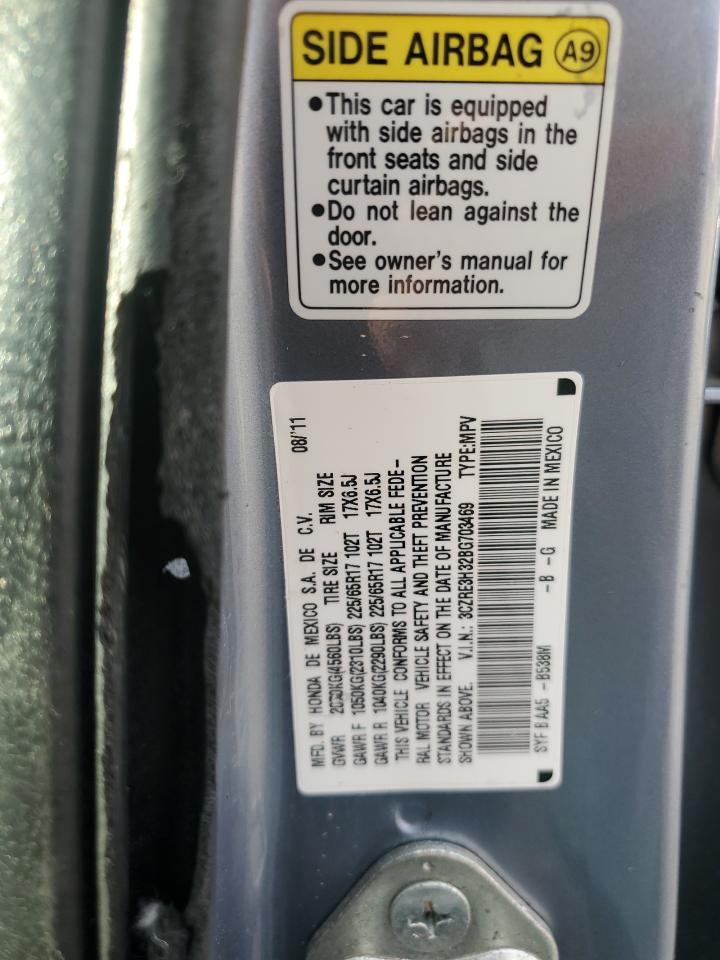 SIDE AIRBAG A9
●This car is equipped
with side airbags in the
front seats and side
curtain airbags.
●Do not lean against the
door.
●See owner's manual for
more information.
MFD. BY HONDA DE MEXICO S.A. DE C.V. 08/'11
GVWR (4560LBS) TIRE SIZE RIM SIZE
GAWR F 1050KG(2310LBS) 225/65R17 102T 17X6.5J
GAWR R 1040KG(2290LBS) 225/65R17 102T 17X6.5J
THIS VEHICLE CONFORMS TO ALL APPLICABLE FEDE-
RAL MOTOR VEHICLE SAFETY AND THEFT PREVENTION
STANDARDS IN EFFECT ON THE DATE OF MANUFACTURE
SHOWN ABOVE. V.I.N.: 3CZRE3H32BG703469 TYPE:MPV
SYF B AA5 -B538M -B -G MADE IN MEXICO